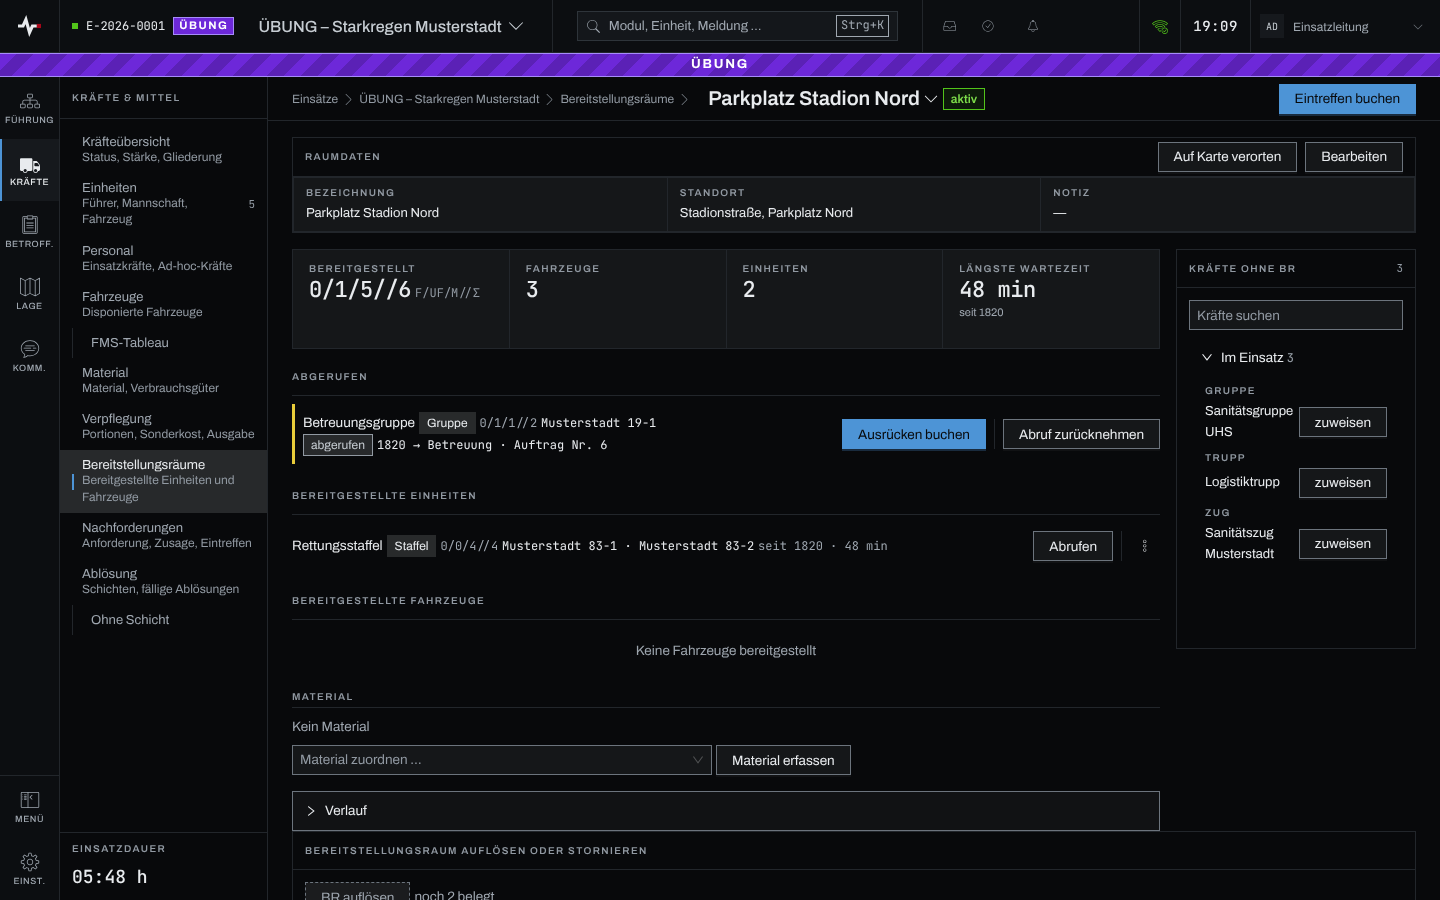 E-2026-0001 ÜBUNG ÜBUNG – Starkregen Musterstadt Modul, Einheit, Meldung ... Strg+K 19:09 AD Einsatzleitung
ÜBUNG
FÜHRUNG
KRÄFTE
BETROFF.
LAGE
KOMM.
MENÜ
EINST.
KRÄFTE & MITTEL
Kräfteübersicht
Status, Stärke, Gliederung
Einheiten
Führer, Mannschaft, 5
Fahrzeug
Personal
Einsatzkräfte, Ad-hoc-Kräfte
Fahrzeuge
Disponierte Fahrzeuge
FMS-Tableau
Material
Material, Verbrauchsgüter
Verpflegung
Portionen, Sonderkost, Ausgabe
Bereitstellungsräume
Bereitgestellte Einheiten und
Fahrzeuge
Nachforderungen
Anforderung, Zusage, Eintreffen
Ablösung
Schichten, fällige Ablösungen
Ohne Schicht
EINSATZDAUER
05:48 h
Einsätze ÜBUNG – Starkregen Musterstadt Bereitstellungsräume Parkplatz Stadion Nord aktiv Eintreffen buchen
RAUMDATEN Auf Karte verorten Bearbeiten
BEZEICHNUNG STANDORT NOTIZ
Parkplatz Stadion Nord Stadionstraße, Parkplatz Nord —
BEREITGESTELLT FAHRZEUGE EINHEITEN LÄNGSTE WARTEZEIT
0/1/5//6 F/UF/M//Σ 3 2 48 min
seit 1820
ABGERUFEN
Betreuungsgruppe Gruppe 0/1/1//2 Musterstadt 19-1
abgerufen 1820 → Betreuung · Auftrag Nr. 6
Ausrücken buchen Abruf zurücknehmen
BEREITGESTELLTE EINHEITEN
Rettungsstaffel Staffel 0/0/4//4 Musterstadt 83-1 · Musterstadt 83-2 seit 1820 · 48 min Abrufen
BEREITGESTELLTE FAHRZEUGE
Keine Fahrzeuge bereitgestellt
MATERIAL
Kein Material
Material zuordnen ... Material erfassen
Verlauf
BEREITSTELLUNGSRAUM AUFLÖSEN ODER STORNIEREN
BR auflösen noch 2 belegt
KRÄFTE OHNE BR 3
Kräfte suchen
Im Einsatz 3
GRUPPE
Sanitätsgruppe
UHS
zuweisen
TRUPP
Logistiktrupp zuweisen
ZUG
Sanitätszug
Musterstadt
zuweisen